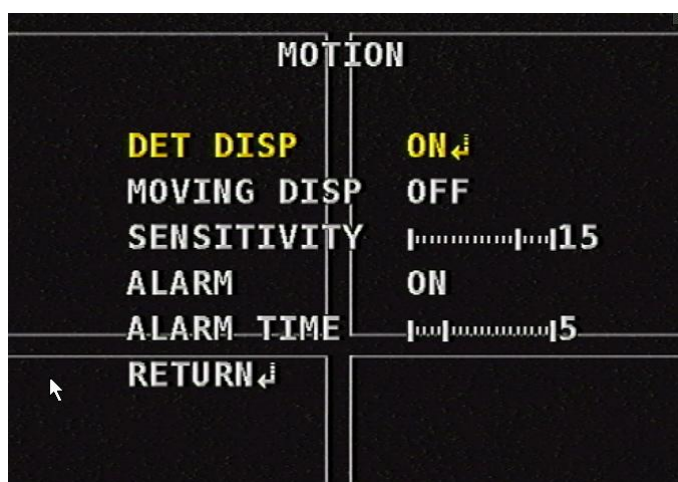 MOTION
DET DISP ON↲
MOVING DISP OFF
SENSITIVITY 15
ALARM ON
ALARM TIME 5
RETURN↲